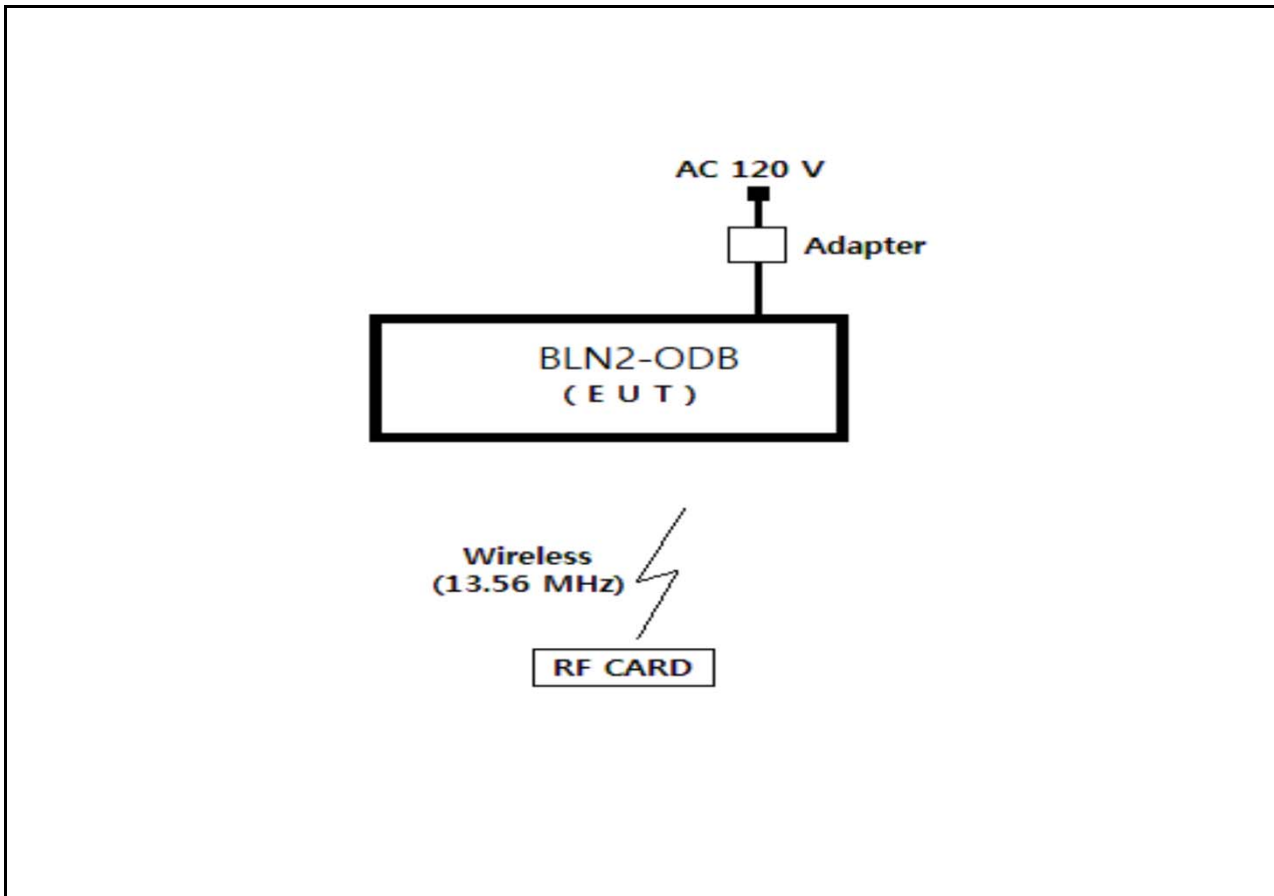 AC 120 V
Adapter
BLN2-ODB
( E U T )
Wireless
(13.56 MHz)
RF CARD